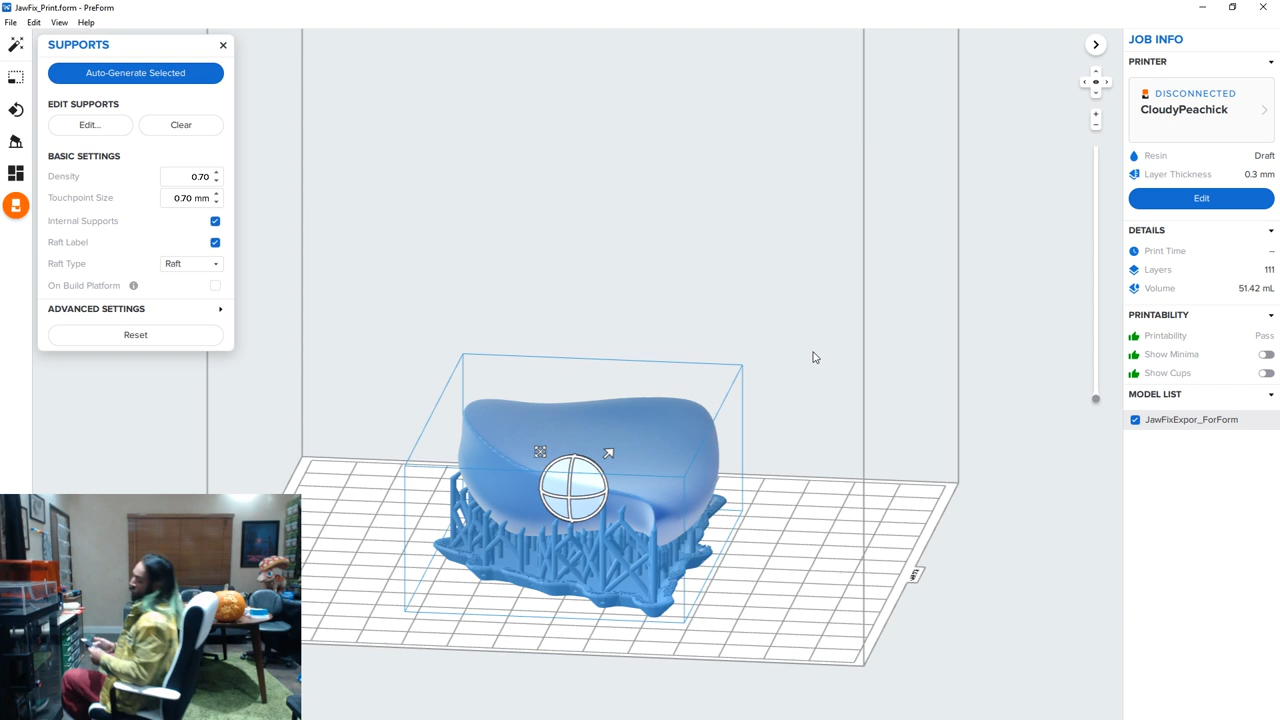 JawFix_Print.form - PreForm
File Edit View Help
SUPPORTS
Auto-Generate Selected
EDIT SUPPORTS
Edit... Clear
BASIC SETTINGS
Density 0.70
Touchpoint Size 0.70 mm
Internal Supports
Raft Label
Raft Type Raft
On Build Platform
ADVANCED SETTINGS
Reset
JOB INFO
PRINTER
DISCONNECTED
CloudyPeachick
Resin Draft
Layer Thickness 0.3 mm
Edit
DETAILS
Print Time --
Layers 111
Volume 51.42 mL
PRINTABILITY
Printability Pass
Show Minima
Show Cups
MODEL LIST
JawFixExpor_ForForm